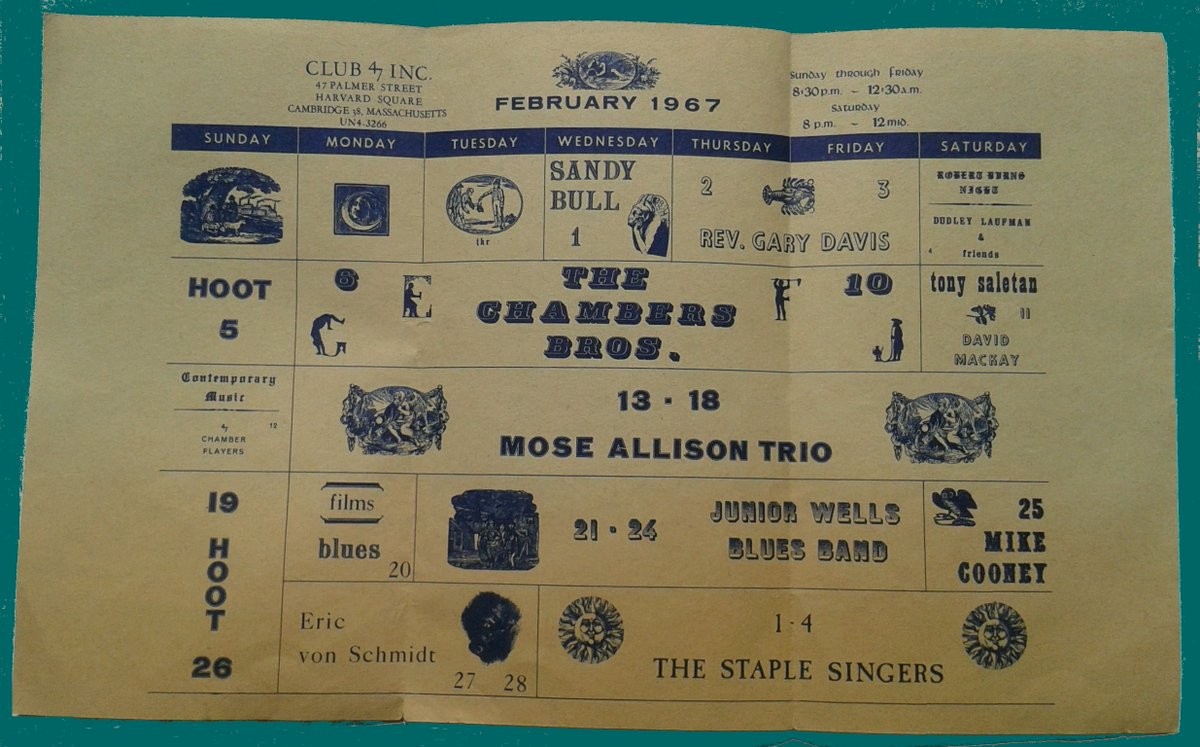 CLUB 47 INC.
47 PALMER STREET
HARVARD SQUARE
CAMBRIDGE 38, MASSACHUSETTS
UN4-3266
FEBRUARY 1967
Sunday through Friday
8:30 p.m. ~ 12:30 a.m.
Saturday
8 p.m. ~ 12 mid.
SUNDAY MONDAY TUESDAY WEDNESDAY THURSDAY FRIDAY SATURDAY
tkr
SANDY
BULL
1
2 3
REV. GARY DAVIS
ROBERT BURNS
NIGHT
DUDLEY LAUFMAN
&
4 friends
HOOT
5
6 10
G E F J
THE
CHAMBERS
BROS.
tony saletan
11
DAVID
MACKAY
Contemporary
Music
47 12
CHAMBER
PLAYERS
13 - 18
MOSE ALLISON TRIO
19
HOOT
26
films
blues
20
21 - 24
JUNIOR WELLS
BLUES BAND
25
MIKE
COONEY
Eric
von Schmidt
27 28
1-4
THE STAPLE SINGERS